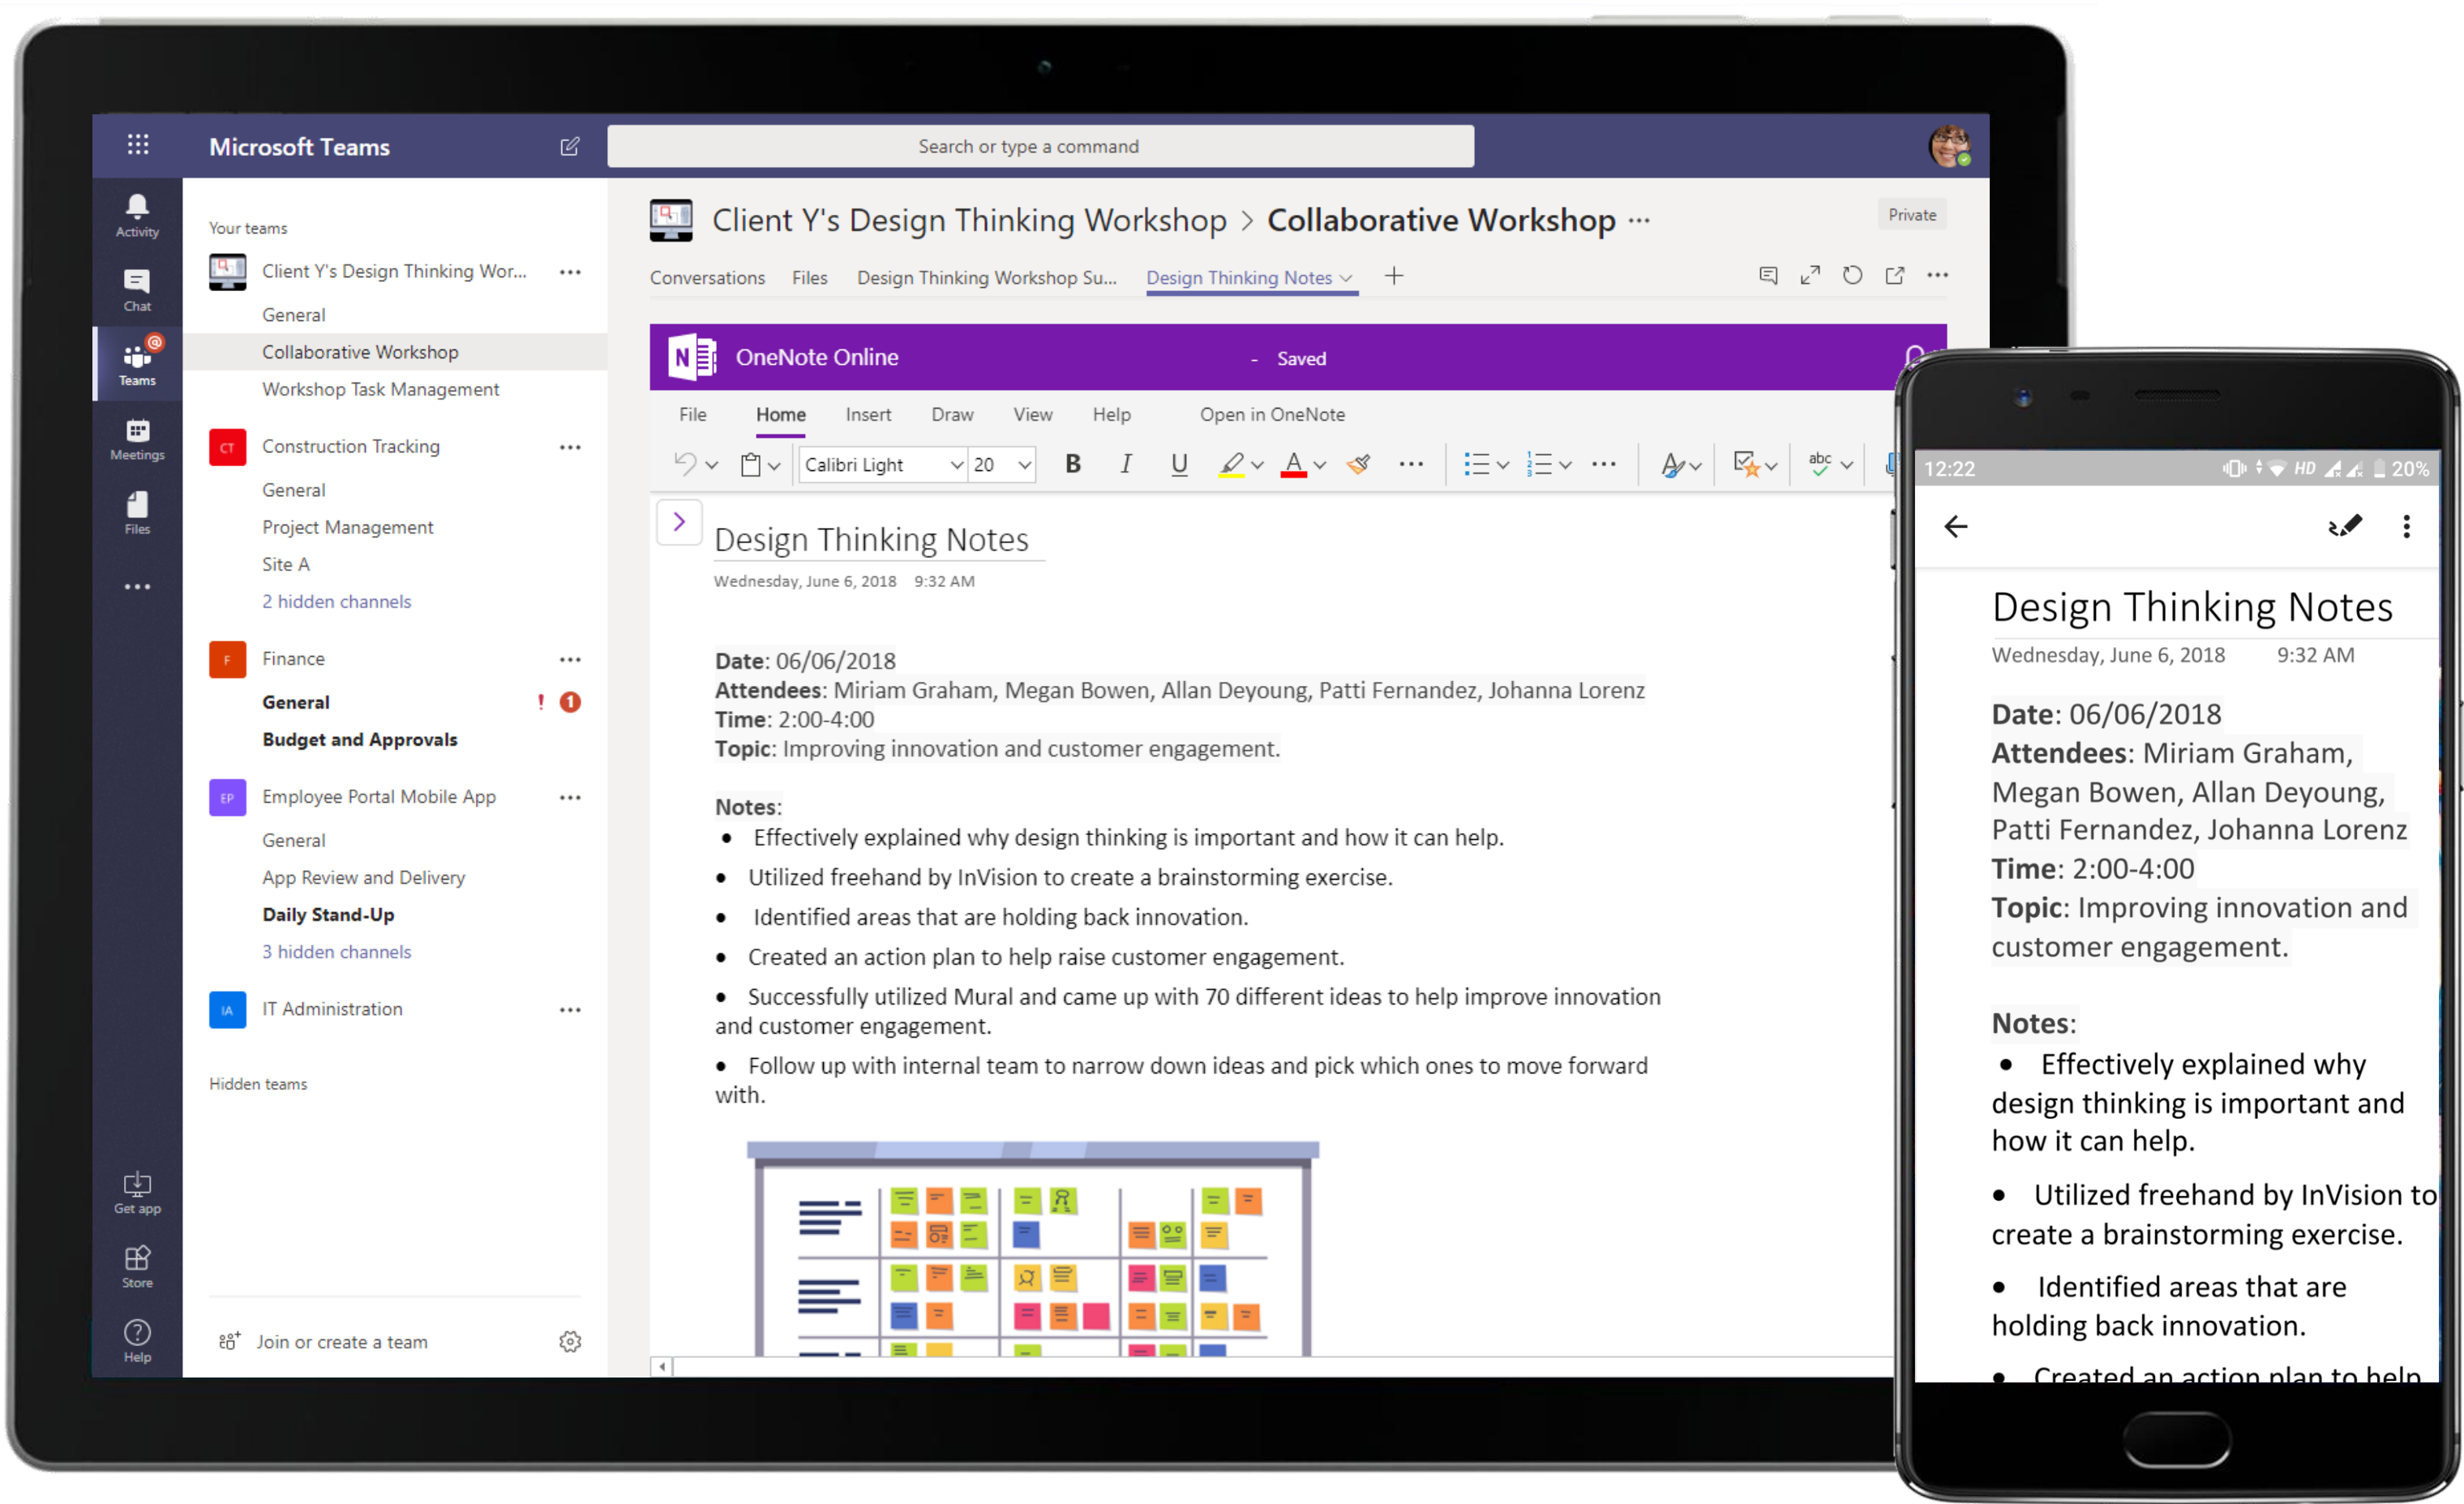 Microsoft Teams
Search or type a command
Activity
Chat
Teams
Meetings
Files
Get app
Store
Help
Your teams
Client Y's Design Thinking Wor...
General
Collaborative Workshop
Workshop Task Management
CT Construction Tracking
General
Project Management
Site A
2 hidden channels
F Finance
General ! 1
Budget and Approvals
EP Employee Portal Mobile App
General
App Review and Delivery
Daily Stand-Up
3 hidden channels
IA IT Administration
Hidden teams
Join or create a team
Client Y's Design Thinking Workshop > Collaborative Workshop ...
Private
Conversations Files Design Thinking Workshop Su... Design Thinking Notes
N OneNote Online - Saved
File Home Insert Draw View Help Open in OneNote
Calibri Light 20 B I U A abc
Design Thinking Notes
Wednesday, June 6, 2018 9:32 AM
Date: 06/06/2018
Attendees: Miriam Graham, Megan Bowen, Allan Deyoung, Patti Fernandez, Johanna Lorenz
Time: 2:00-4:00
Topic: Improving innovation and customer engagement.
Notes:
• Effectively explained why design thinking is important and how it can help.
• Utilized freehand by InVision to create a brainstorming exercise.
• Identified areas that are holding back innovation.
• Created an action plan to help raise customer engagement.
• Successfully utilized Mural and came up with 70 different ideas to help improve innovation
and customer engagement.
• Follow up with internal team to narrow down ideas and pick which ones to move forward
with.
12:22 HD 20%
Design Thinking Notes
Wednesday, June 6, 2018 9:32 AM
Date: 06/06/2018
Attendees: Miriam Graham,
Megan Bowen, Allan Deyoung,
Patti Fernandez, Johanna Lorenz
Time: 2:00-4:00
Topic: Improving innovation and
customer engagement.
Notes:
• Effectively explained why
design thinking is important and
how it can help.
• Utilized freehand by InVision to
create a brainstorming exercise.
• Identified areas that are
holding back innovation.
• Created an action plan to help